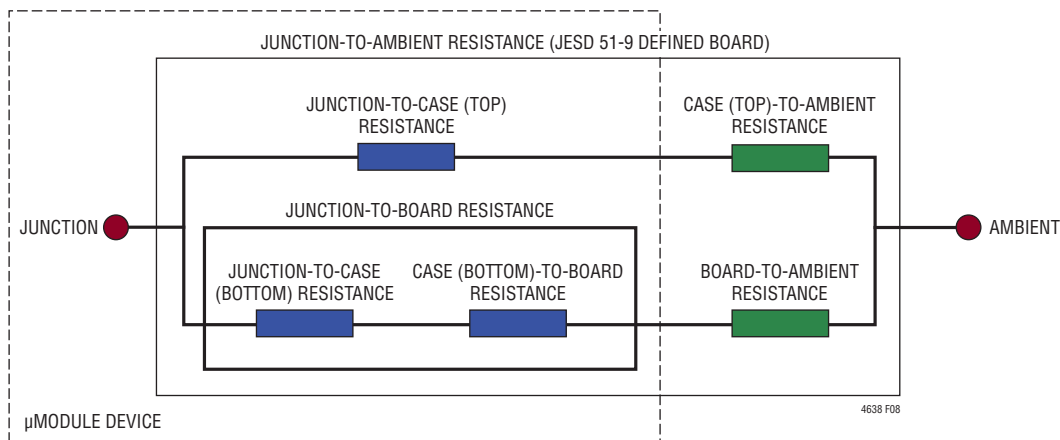 JUNCTION-TO-AMBIENT RESISTANCE (JESD 51-9 DEFINED BOARD)
JUNCTION-TO-CASE (TOP)
RESISTANCE
CASE (TOP)-TO-AMBIENT
RESISTANCE
JUNCTION
JUNCTION-TO-BOARD RESISTANCE
AMBIENT
JUNCTION-TO-CASE
(BOTTOM) RESISTANCE
CASE (BOTTOM)-TO-BOARD
RESISTANCE
BOARD-TO-AMBIENT
RESISTANCE
4638 F08
µMODULE DEVICE